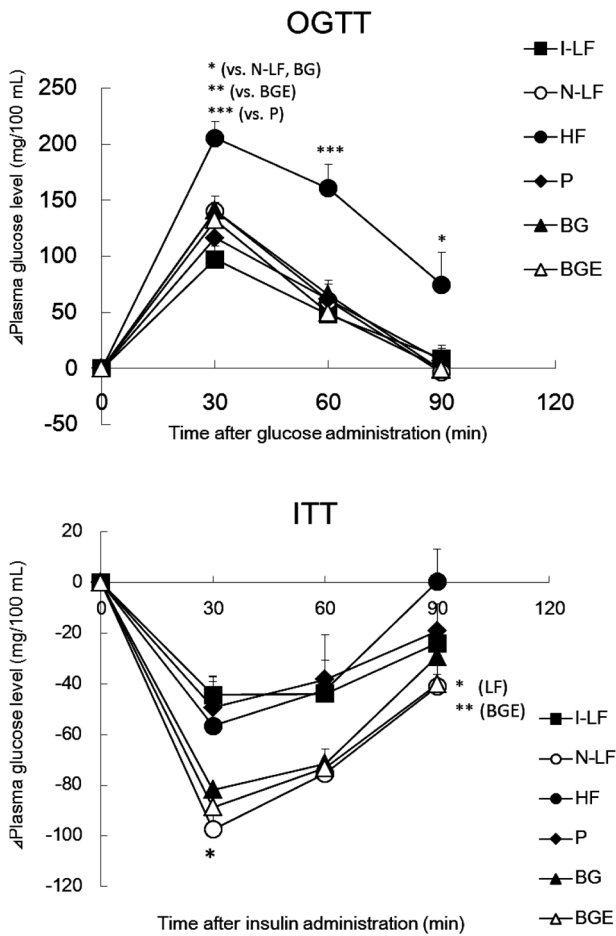 OGTT
* (vs. N-LF, BG)
** (vs. BGE)
*** (vs. P)
***
*
250
200
150
100
50
0
-50
⊿Plasma glucose level (mg/100 mL)
0 30 60 90 120
Time after glucose administration (min)
I-LF
N-LF
HF
P
BG
BGE
ITT
20
0
-20
-40
-60
-80
-100
-120
⊿Plasma glucose level (mg/100 mL)
0 30 60 90 120
* (LF)
** (BGE)
*
Time after insulin administration (min)
I-LF
N-LF
HF
P
BG
BGE